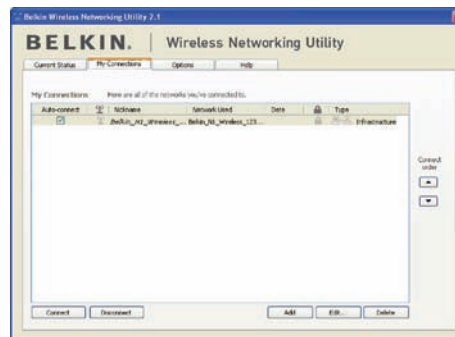 Belkin Wireless Networking Utility 2.1
BELKIN. | Wireless Networking Utility
Current Status My Connections Options Help
My Connections Here are all of the networks you've connected to.
Auto-connect Nickname Network Used Date Type
Infrastructure
Connect
order
Connect Disconnect Add Edit... Delete